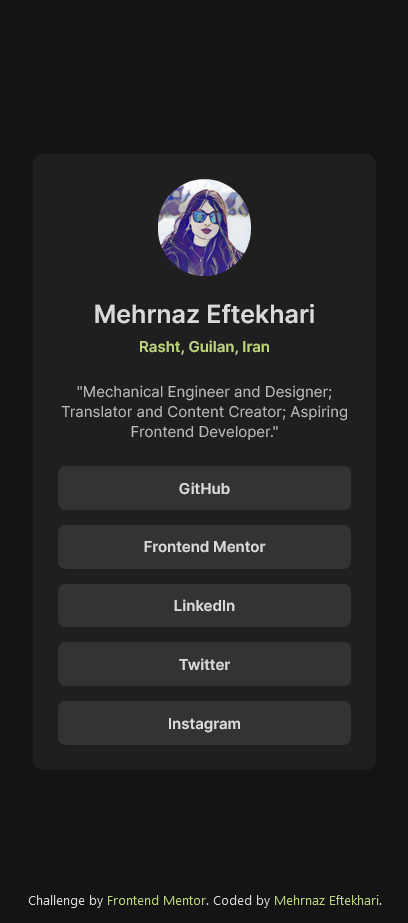 Mehrnaz Eftekhari
Rasht, Guilan, Iran
"Mechanical Engineer and Designer;
Translator and Content Creator; Aspiring
Frontend Developer."
GitHub
Frontend Mentor
LinkedIn
Twitter
Instagram
Challenge by Frontend Mentor. Coded by Mehrnaz Eftekhari.